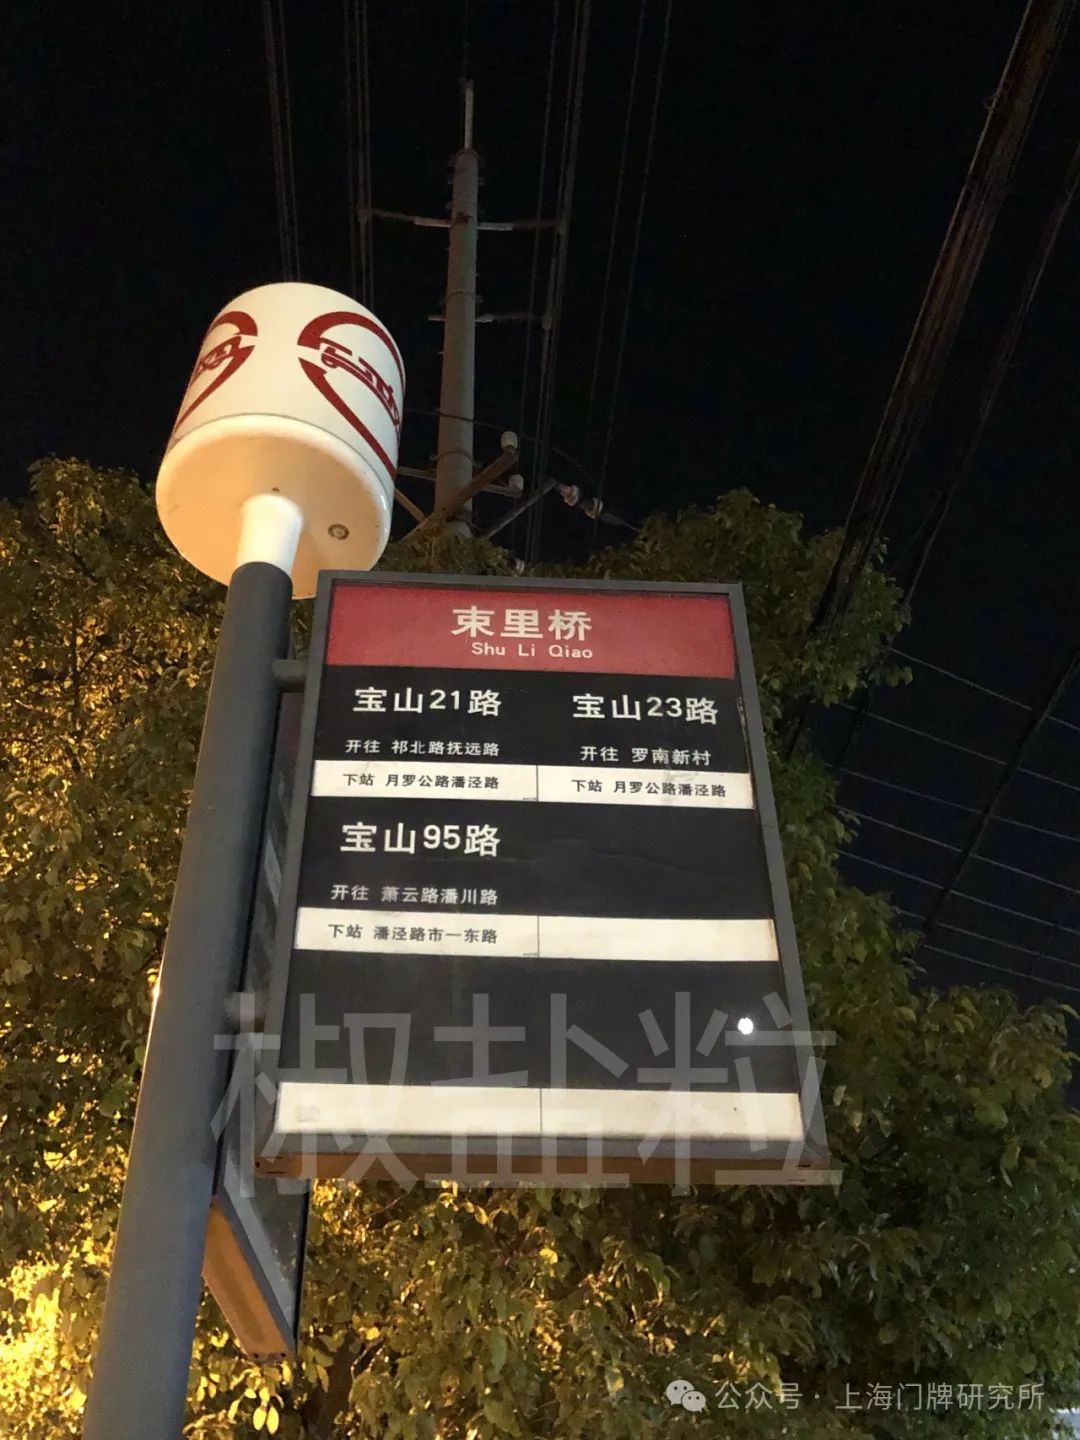 束里桥
Shu Li Qiao
宝山21路
开往 祁北路抚远路
下站 月罗公路潘泾路
宝山23路
开往 罗南新村
下站 月罗公路潘泾路
宝山95路
开往 萧云路潘川路
下站 潘泾路市一东路
椒盐粒
公众号 · 上海门牌研究所